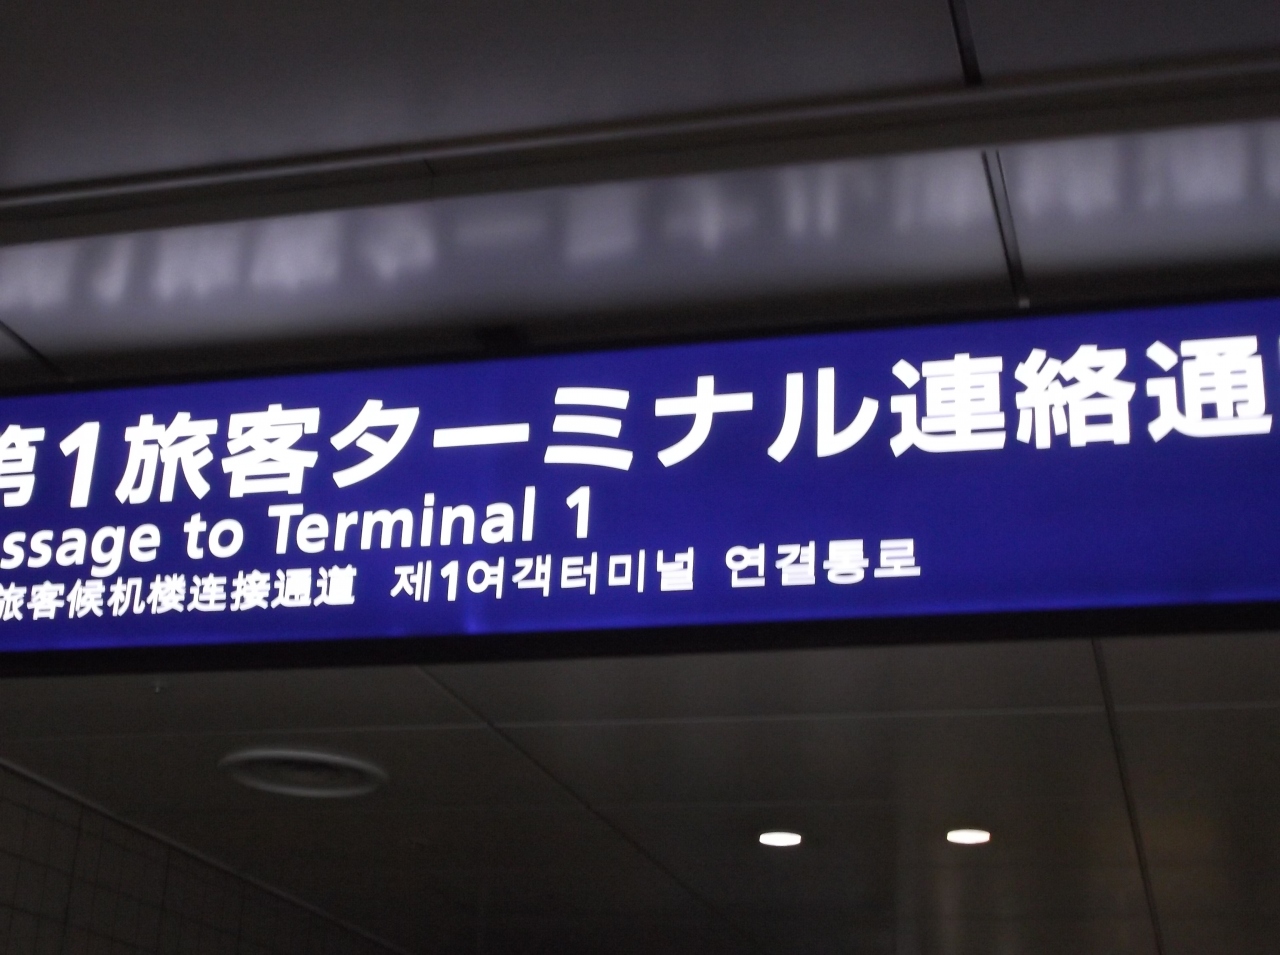 第1旅客ターミナル連絡通
ssage to Terminal 1
旅客候机楼连接通道 제1여객터미널 연결통로